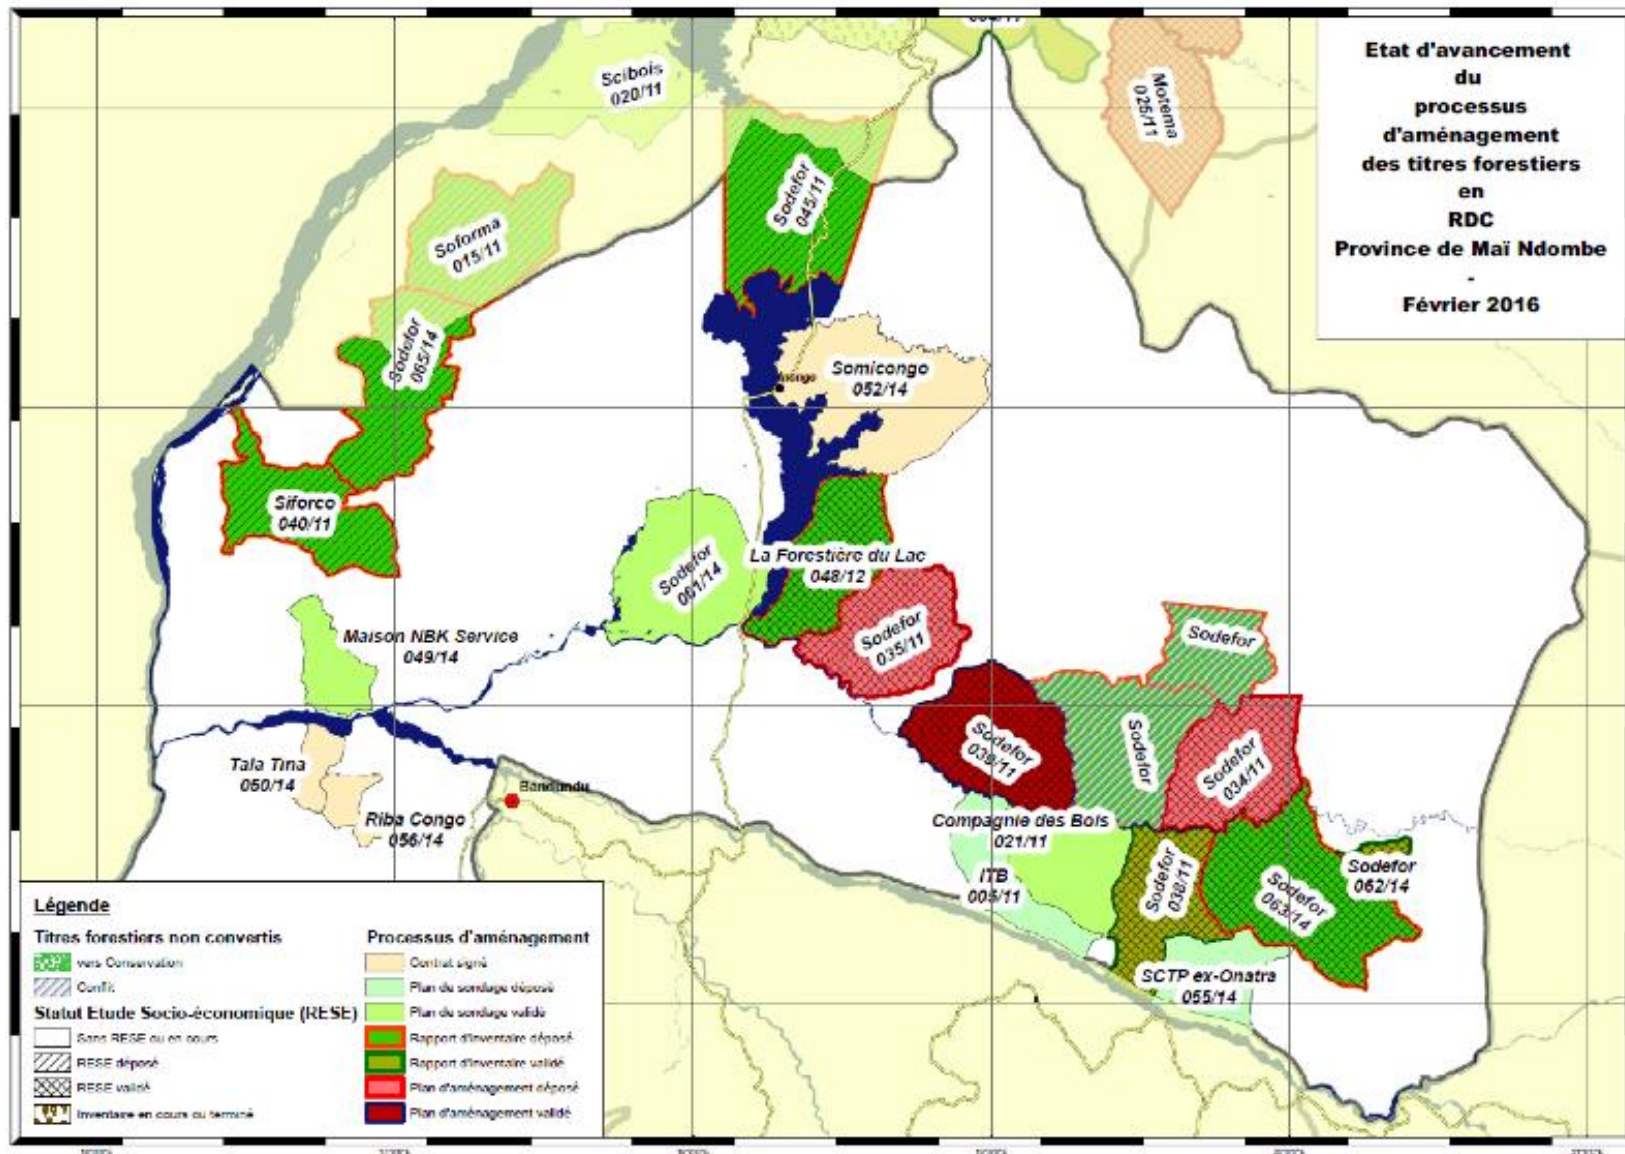 Etat d'avancement
du
processus
d'aménagement
des titres forestiers
en
RDC
Province de Maï Ndombe
-
Février 2016
Scibois
020/11
Motema
025/11
Sodefor
045/11
Soforma
015/11
Sodefor
065/14
Somicongo
052/14
Inongo
Siforco
040/11
Sodefor
001/14
La Forestière du Lac
048/12
Sodefor
035/11
Maison NBK Service
049/14
Sodefor
Sodefor
039/11
Sodefor
Sodefor
034/11
Tala Tina
050/14
Bandundu
Riba Congo
056/14
Compagnie des Bois
021/11
ITB
005/11
Sodefor
038/11
Sodefor
063/14
Sodefor
062/14
SCTP ex-Onatra
055/14
Légende
Titres forestiers non convertis
vers Conservation
Conflit
Statut Etude Socio-économique (RESE)
Sans RESE ou en cours
RESE déposé
RESE validé
Inventaire en cours ou terminé
Processus d'aménagement
Contrat signé
Plan de sondage déposé
Plan de sondage validé
Rapport d'inventaire déposé
Rapport d'inventaire validé
Plan d'aménagement déposé
Plan d'aménagement validé